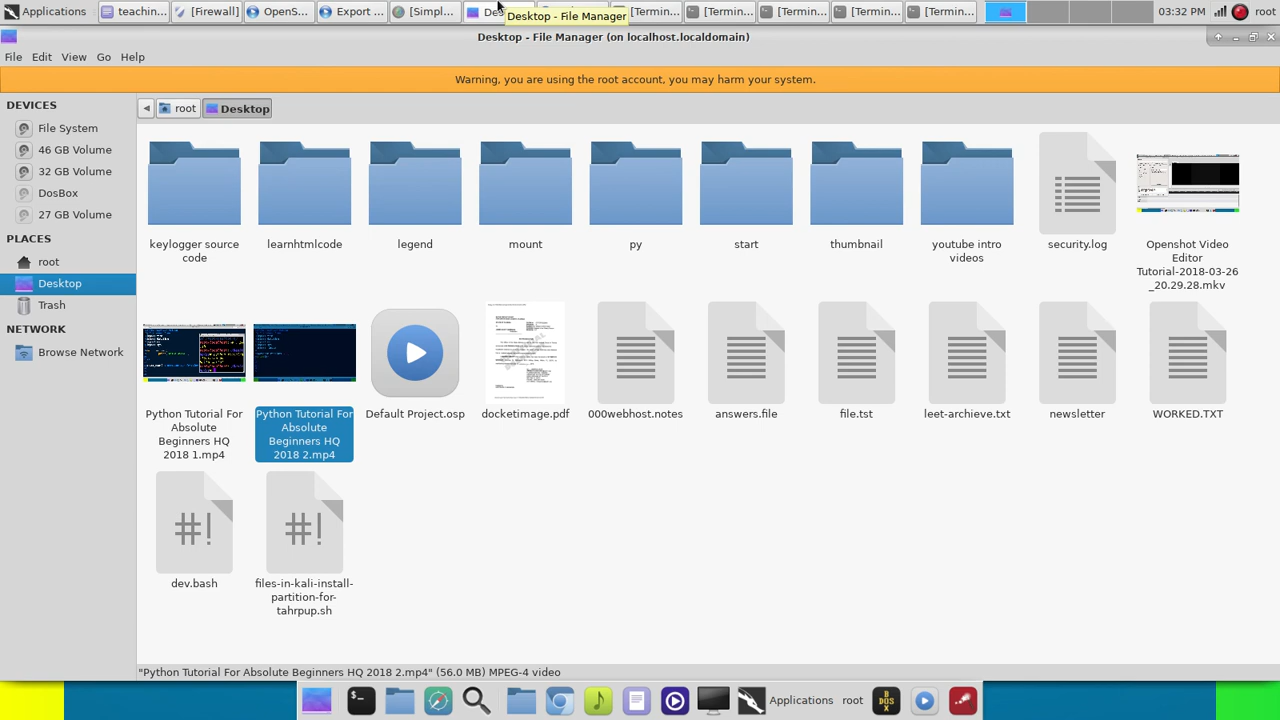 Applications
teachin...
[Firewall]
OpenS...
Export ...
[Simpl...
Des
[Termin...
[Termin...
[Termin...
[Termin...
[Termin...
03:32 PM
root
Desktop - File Manager
Desktop - File Manager (on localhost.localdomain)
File Edit View Go Help
Warning, you are using the root account, you may harm your system.
DEVICES
File System
46 GB Volume
32 GB Volume
DosBox
27 GB Volume
PLACES
root
Desktop
Trash
NETWORK
Browse Network
root
Desktop
keylogger source
code
learnhtmlcode
legend
mount
py
start
thumbnail
youtube intro
videos
security.log
Openshot Video
Editor
Tutorial-2018-03-26
_20.29.28.mkv
Python Tutorial For
Absolute
Beginners HQ
2018 1.mp4
Python Tutorial For
Absolute
Beginners HQ
2018 2.mp4
Default Project.osp
docketimage.pdf
000webhost.notes
answers.file
file.tst
leet-archieve.txt
newsletter
WORKED.TXT
#!
dev.bash
#!
files-in-kali-install-
partition-for-
tahrpup.sh
"Python Tutorial For Absolute Beginners HQ 2018 2.mp4" (56.0 MB) MPEG-4 video
Applications
root